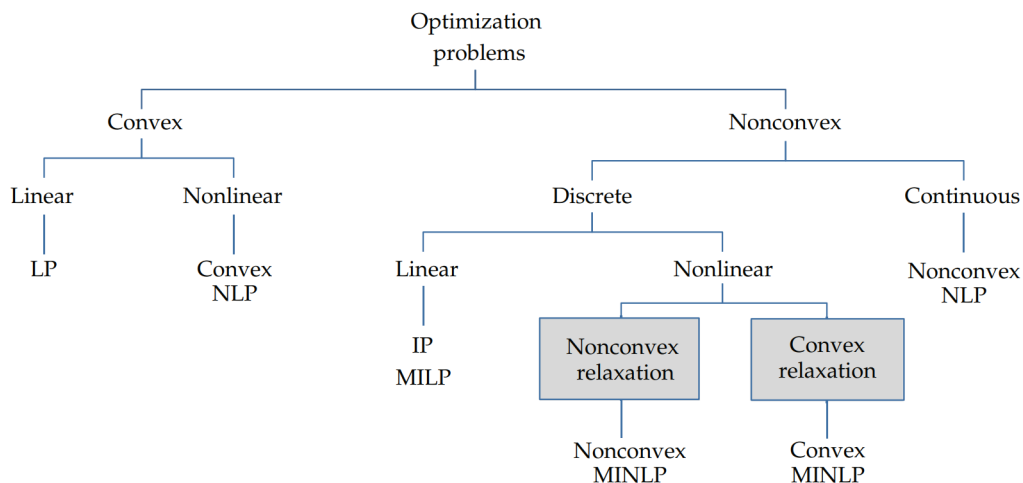 Optimization
problems
Convex
Nonconvex
Linear
Nonlinear
Discrete
Continuous
LP
Convex
NLP
Linear
Nonlinear
Nonconvex
NLP
IP
MILP
Nonconvex
relaxation
Convex
relaxation
Nonconvex
MINLP
Convex
MINLP